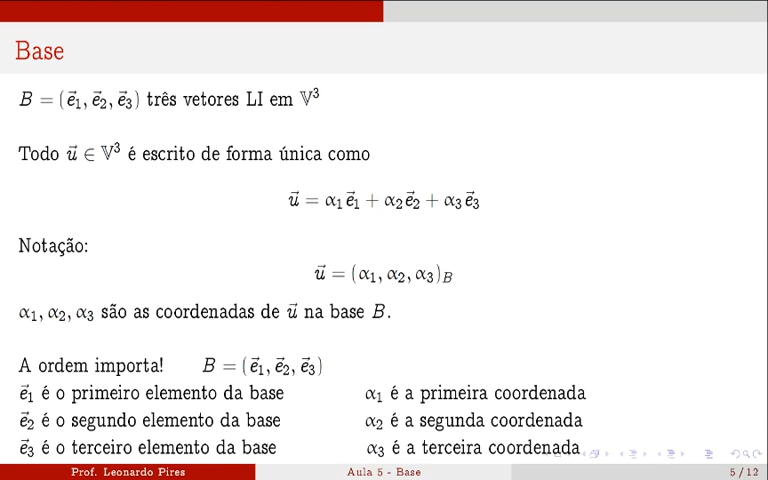 Base
B = (e⃗₁, e⃗₂, e⃗₃) três vetores LI em 𝕍³
Todo u⃗ ∈ 𝕍³ é escrito de forma única como
u⃗ = α₁e⃗₁ + α₂e⃗₂ + α₃e⃗₃
Notação:
u⃗ = (α₁, α₂, α₃)_B
α₁, α₂, α₃ são as coordenadas de u⃗ na base B.
A ordem importa! B = (e⃗₁, e⃗₂, e⃗₃)
e⃗₁ é o primeiro elemento da base α₁ é a primeira coordenada
e⃗₂ é o segundo elemento da base α₂ é a segunda coordenada
e⃗₃ é o terceiro elemento da base α₃ é a terceira coordenada
Prof. Leonardo Pires Aula 5 - Base 5 / 12